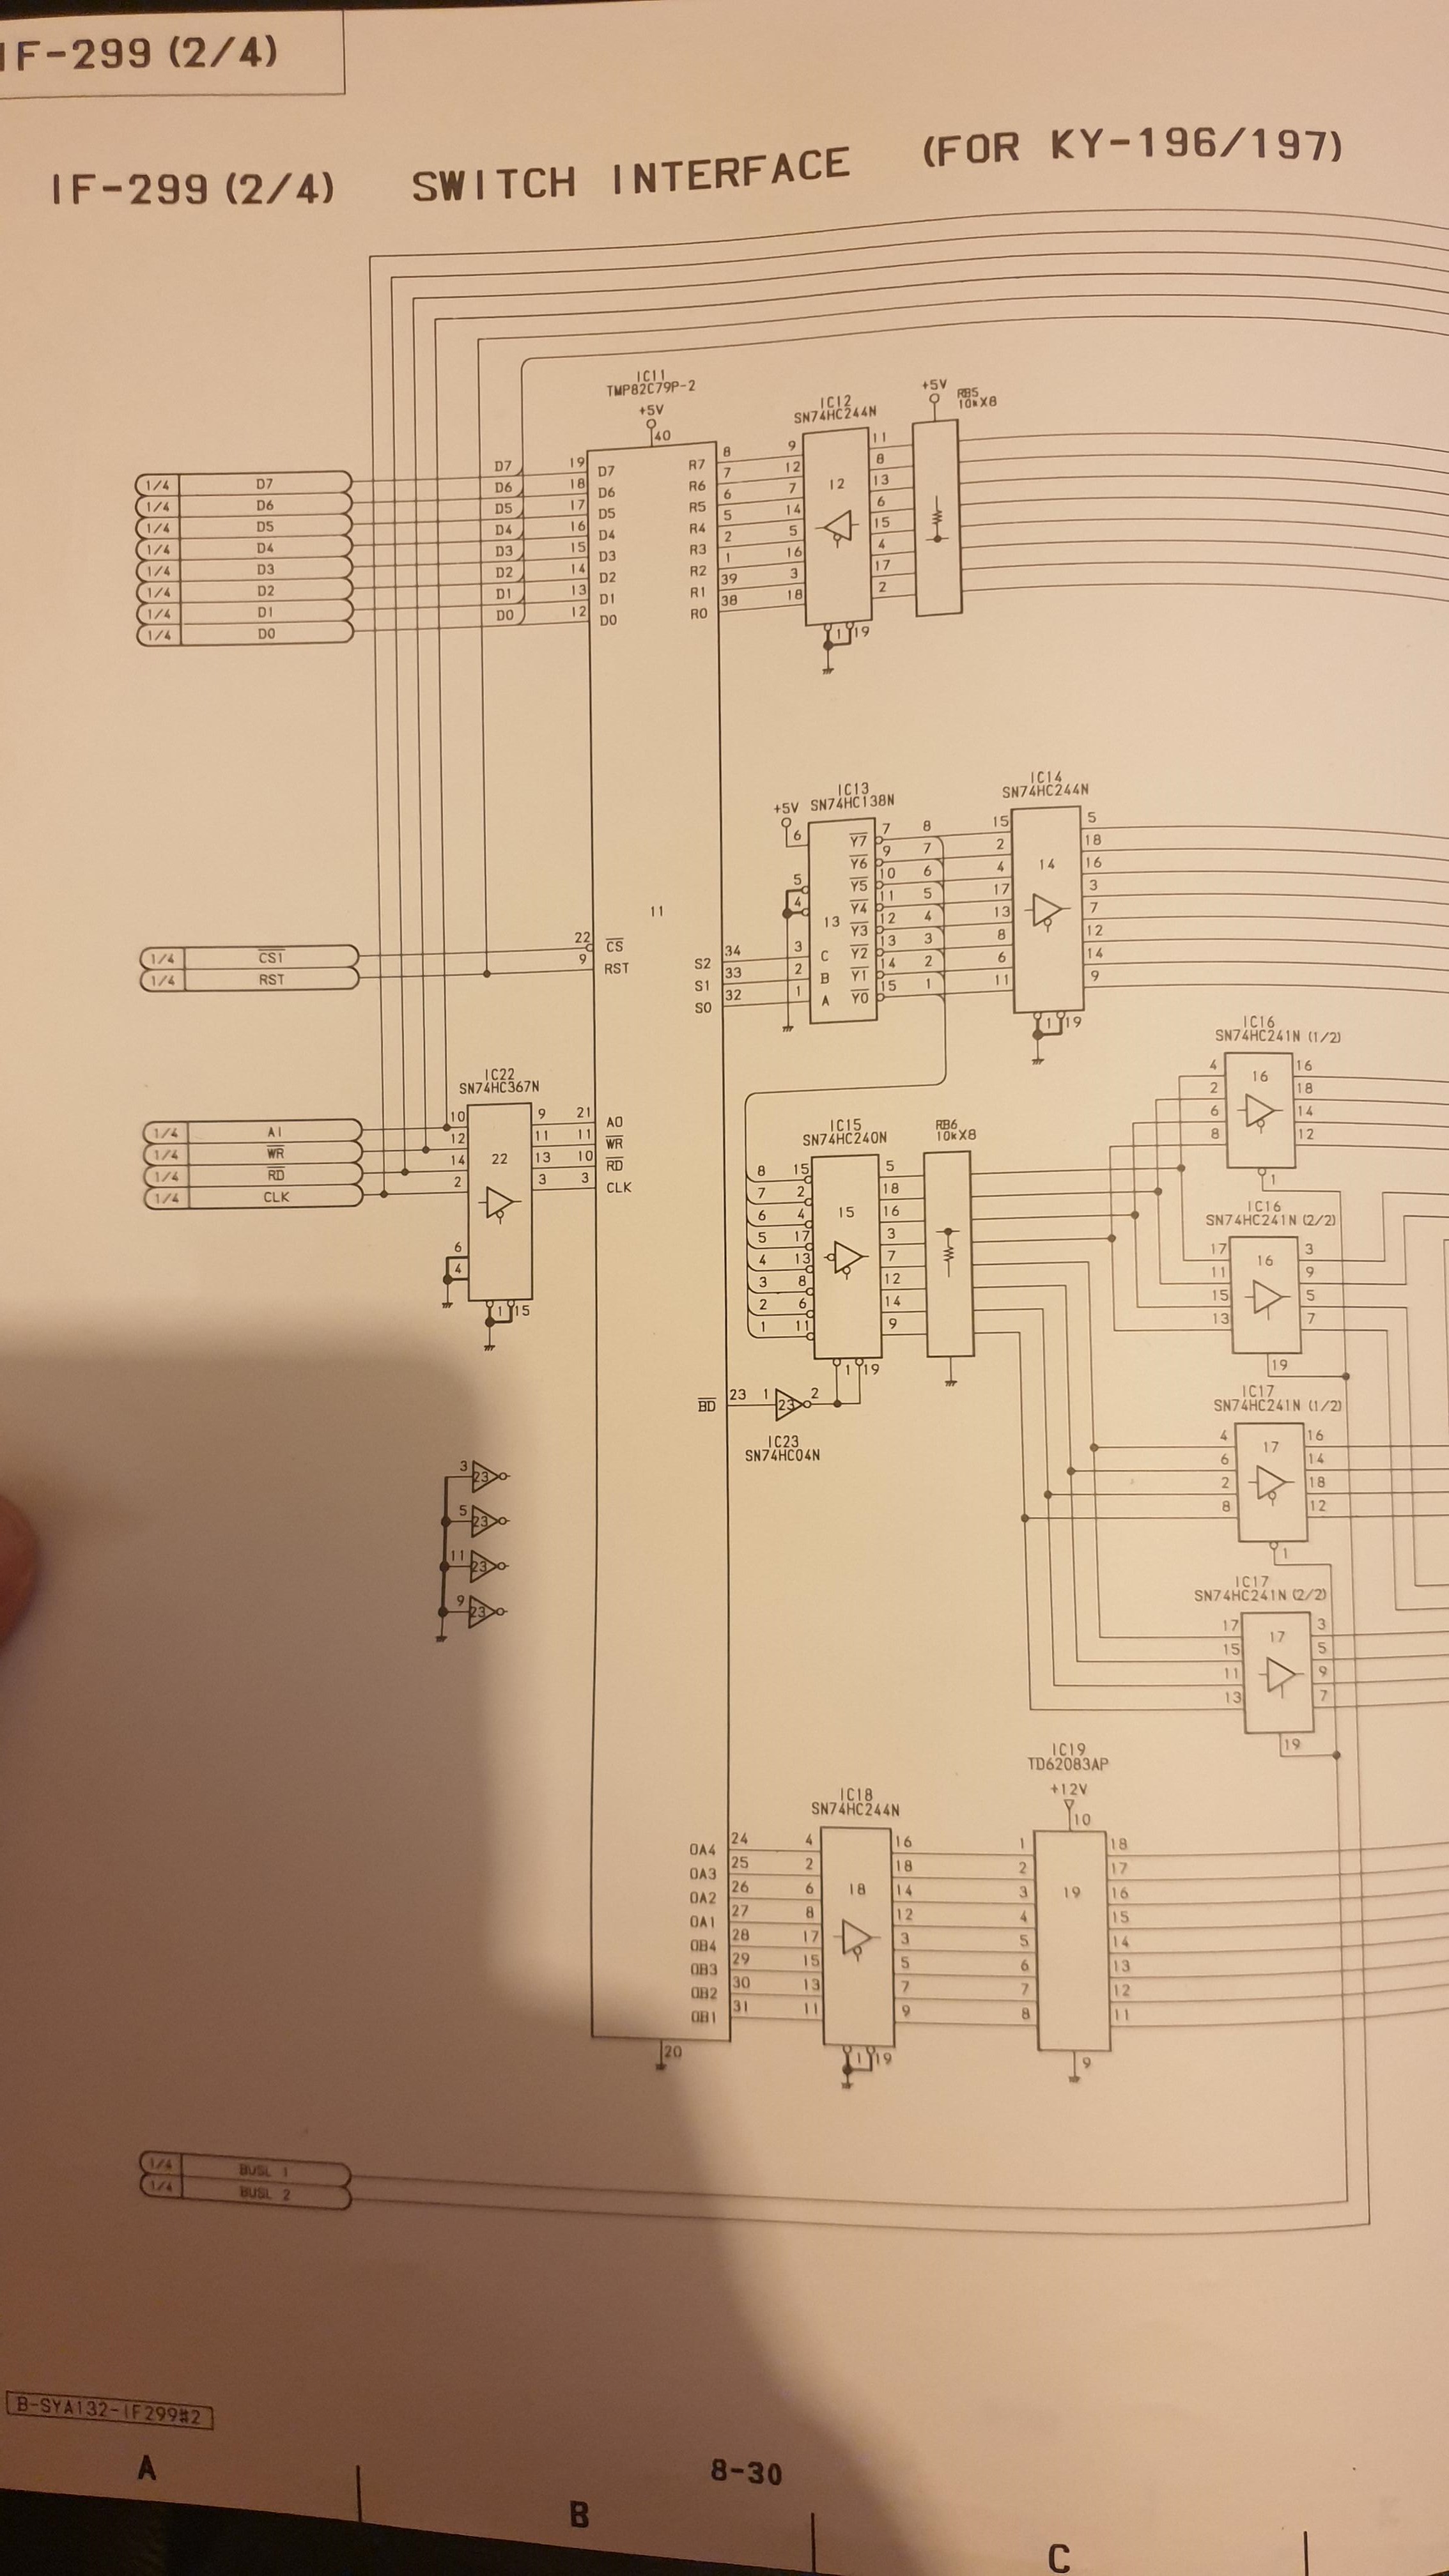 IF-299 (2/4)
IF-299 (2/4) SWITCH INTERFACE (FOR KY-196/197)
IC11
TMP82C79P-2
+5V
40
IC12
SN74HC244N
+5V
RB5
10kX8
1/4 D7
1/4 D6
1/4 D5
1/4 D4
1/4 D3
1/4 D2
1/4 D1
1/4 D0
D7 19 D7 R7 8 9 11
D6 18 D6 R6 7 12 8
D5 17 D5 R5 6 7 13
D4 16 D4 R4 5 14 6
D3 15 D3 R3 2 5 15
D2 14 D2 R2 1 16 4
D1 13 D1 R1 39 3 17
D0 12 D0 R0 38 18 2
12
1 19
IC13
SN74HC138N
+5V
6
5
4
13
IC14
SN74HC244N
14
Y7 7 8 15 5
Y6 9 7 2 18
Y5 10 6 4 16
Y4 11 5 17 3
Y3 12 4 13 7
Y2 13 3 8 12
Y1 14 2 6 14
Y0 15 1 11 9
1 19
11
1/4 CS1 22 CS
1/4 RST 9 RST
S2 34 3 C
S1 33 2 B
S0 32 1 A
IC22
SN74HC367N
22
1/4 A1 10 9 21 A0
1/4 WR 12 11 11 WR
1/4 RD 14 13 10 RD
1/4 CLK 2 3 3 CLK
6
4
1 15
IC15
SN74HC240N
RB6
10kX8
15
8 15 5
7 2 18
6 4 16
5 17 3
4 13 7
3 8 12
2 6 14
1 11 9
1 19
BD 23 1 23 2
IC23
SN74HC04N
3 23
5 23
11 23
9 23
IC16
SN74HC241N (1/2)
16
4 16
2 18
6 14
8 12
1
IC16
SN74HC241N (2/2)
16
17 3
11 9
15 5
13 7
19
IC17
SN74HC241N (1/2)
17
4 16
6 14
2 18
8 12
1
IC17
SN74HC241N (2/2)
17
17 3
15 5
11 9
13 7
19
IC18
SN74HC244N
IC19
TD62083AP
+12V
10
18
19
OA4 24 4 16 1 18
OA3 25 2 18 2 17
OA2 26 6 14 3 16
OA1 27 8 12 4 15
OB4 28 17 3 5 14
OB3 29 15 5 6 13
OB2 30 13 7 7 12
OB1 31 11 9 8 11
20
1 19
9
1/4 BUSL 1
1/4 BUSL 2
B-SYA132-IF299#2
8-30
A
B
C